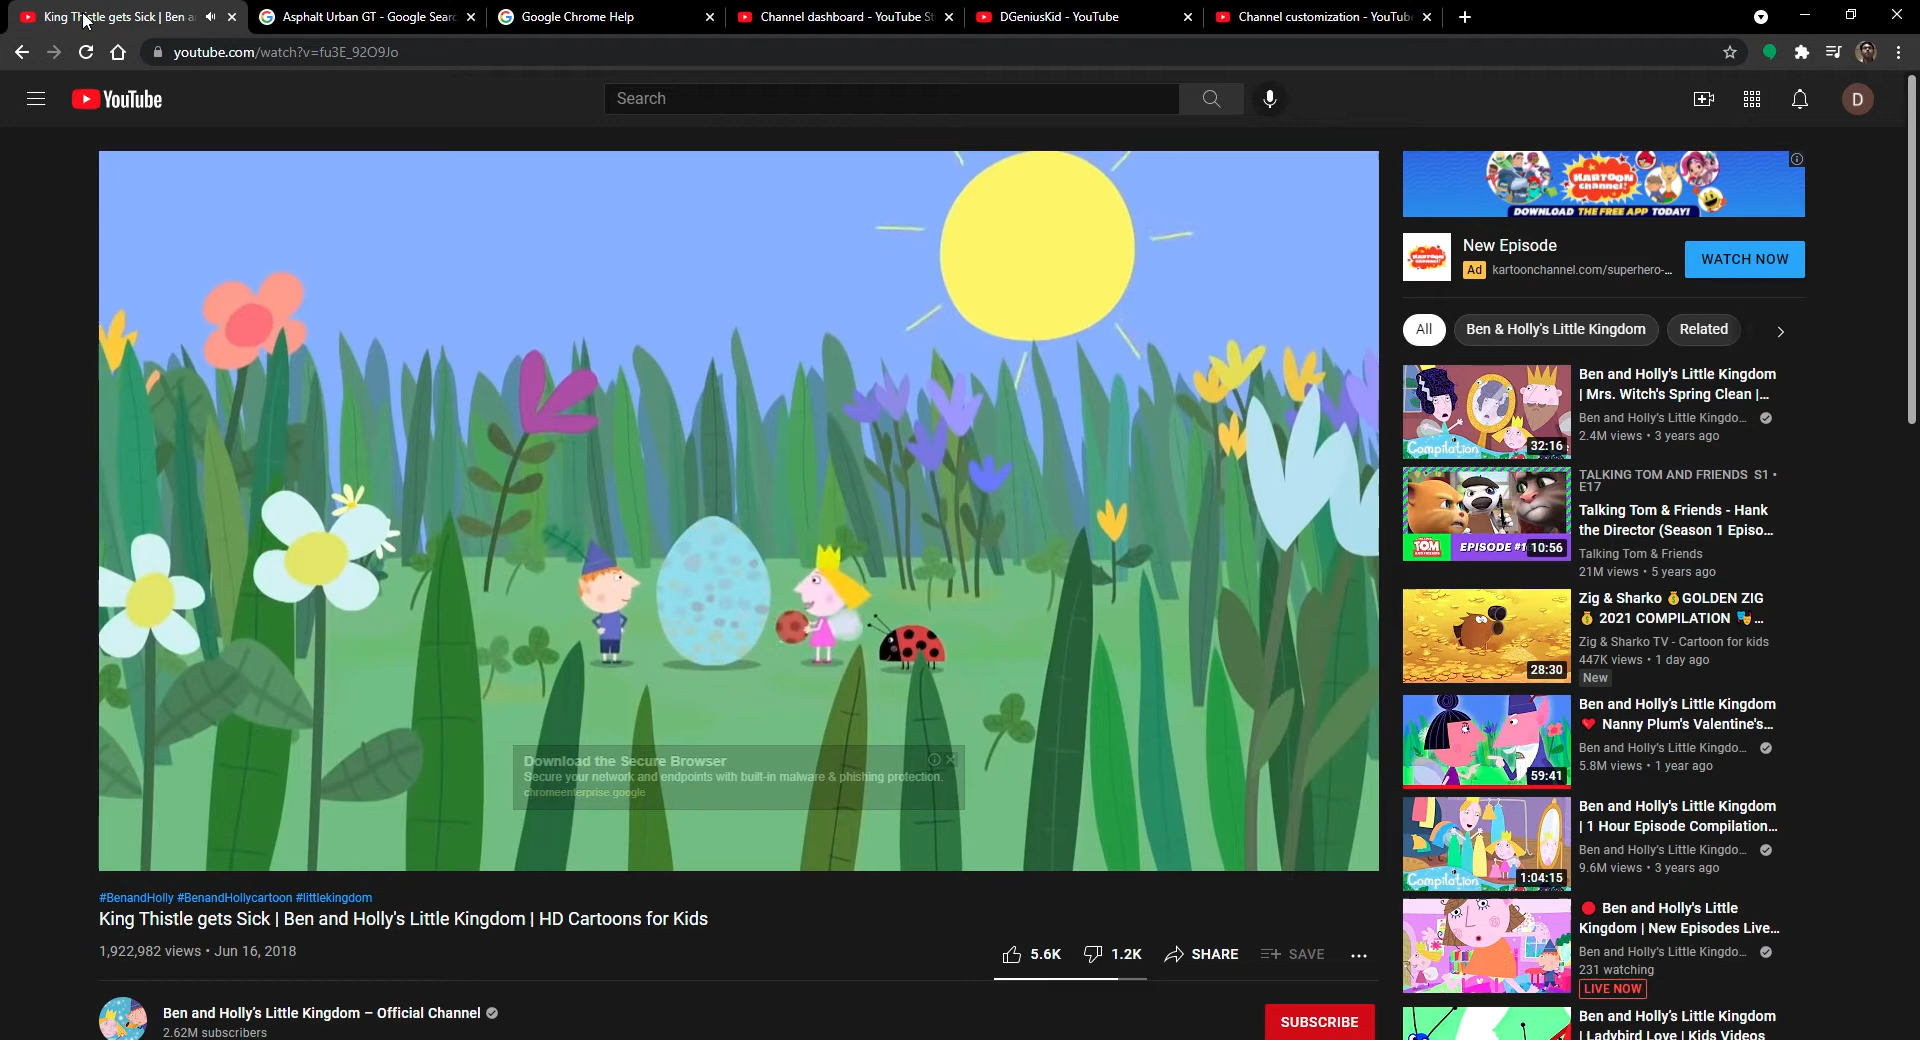 King Thistle gets Sick | Ben a
Asphalt Urban GT - Google Searc
Google Chrome Help
Channel dashboard - YouTube St
DGeniusKid - YouTube
Channel customization - YouTub
youtube.com/watch?v=fu3E_92O9Jo
YouTube
Search
D
KARTOON
Channel!
DOWNLOAD THE FREE APP TODAY!
New Episode
Ad kartoonchannel.com/superhero-...
WATCH NOW
All
Ben & Holly's Little Kingdom
Related
Ben and Holly's Little Kingdom
| Mrs. Witch's Spring Clean |...
Ben and Holly's Little Kingdo...
2.4M views • 3 years ago
Compilation
32:16
TALKING TOM AND FRIENDS S1 •
E17
Talking Tom & Friends - Hank
the Director (Season 1 Episo...
Talking Tom & Friends
21M views • 5 years ago
TOM
EPISODE #1
10:56
Zig & Sharko 💰GOLDEN ZIG
💰 2021 COMPILATION 🎭...
Zig & Sharko TV - Cartoon for kids
447K views • 1 day ago
New
28:30
Ben and Holly's Little Kingdom
❤️ Nanny Plum's Valentine's...
Ben and Holly's Little Kingdo...
5.8M views • 1 year ago
59:41
Ben and Holly's Little Kingdom
| 1 Hour Episode Compilation...
Ben and Holly's Little Kingdo...
9.6M views • 3 years ago
Compilation
1:04:15
🔴 Ben and Holly's Little
Kingdom | New Episodes Live...
Ben and Holly's Little Kingdo...
231 watching
LIVE NOW
Ben and Holly's Little Kingdom
| Ladybird Love | Kids Videos
Download the Secure Browser
Secure your network and endpoints with built-in malware & phishing protection.
chromeenterprise.google
#BenandHolly #BenandHollycartoon #littlekingdom
King Thistle gets Sick | Ben and Holly's Little Kingdom | HD Cartoons for Kids
1,922,982 views • Jun 16, 2018
5.6K
1.2K
SHARE
SAVE
Ben and Holly's Little Kingdom – Official Channel
2.62M subscribers
SUBSCRIBE